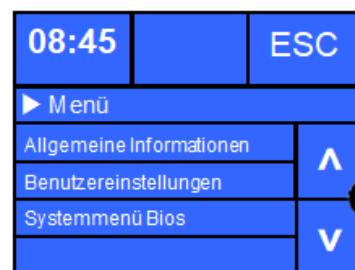 08:45 ESC
▶ Menü
Allgemeine Informationen
Benutzereinstellungen
Systemmenü Bios